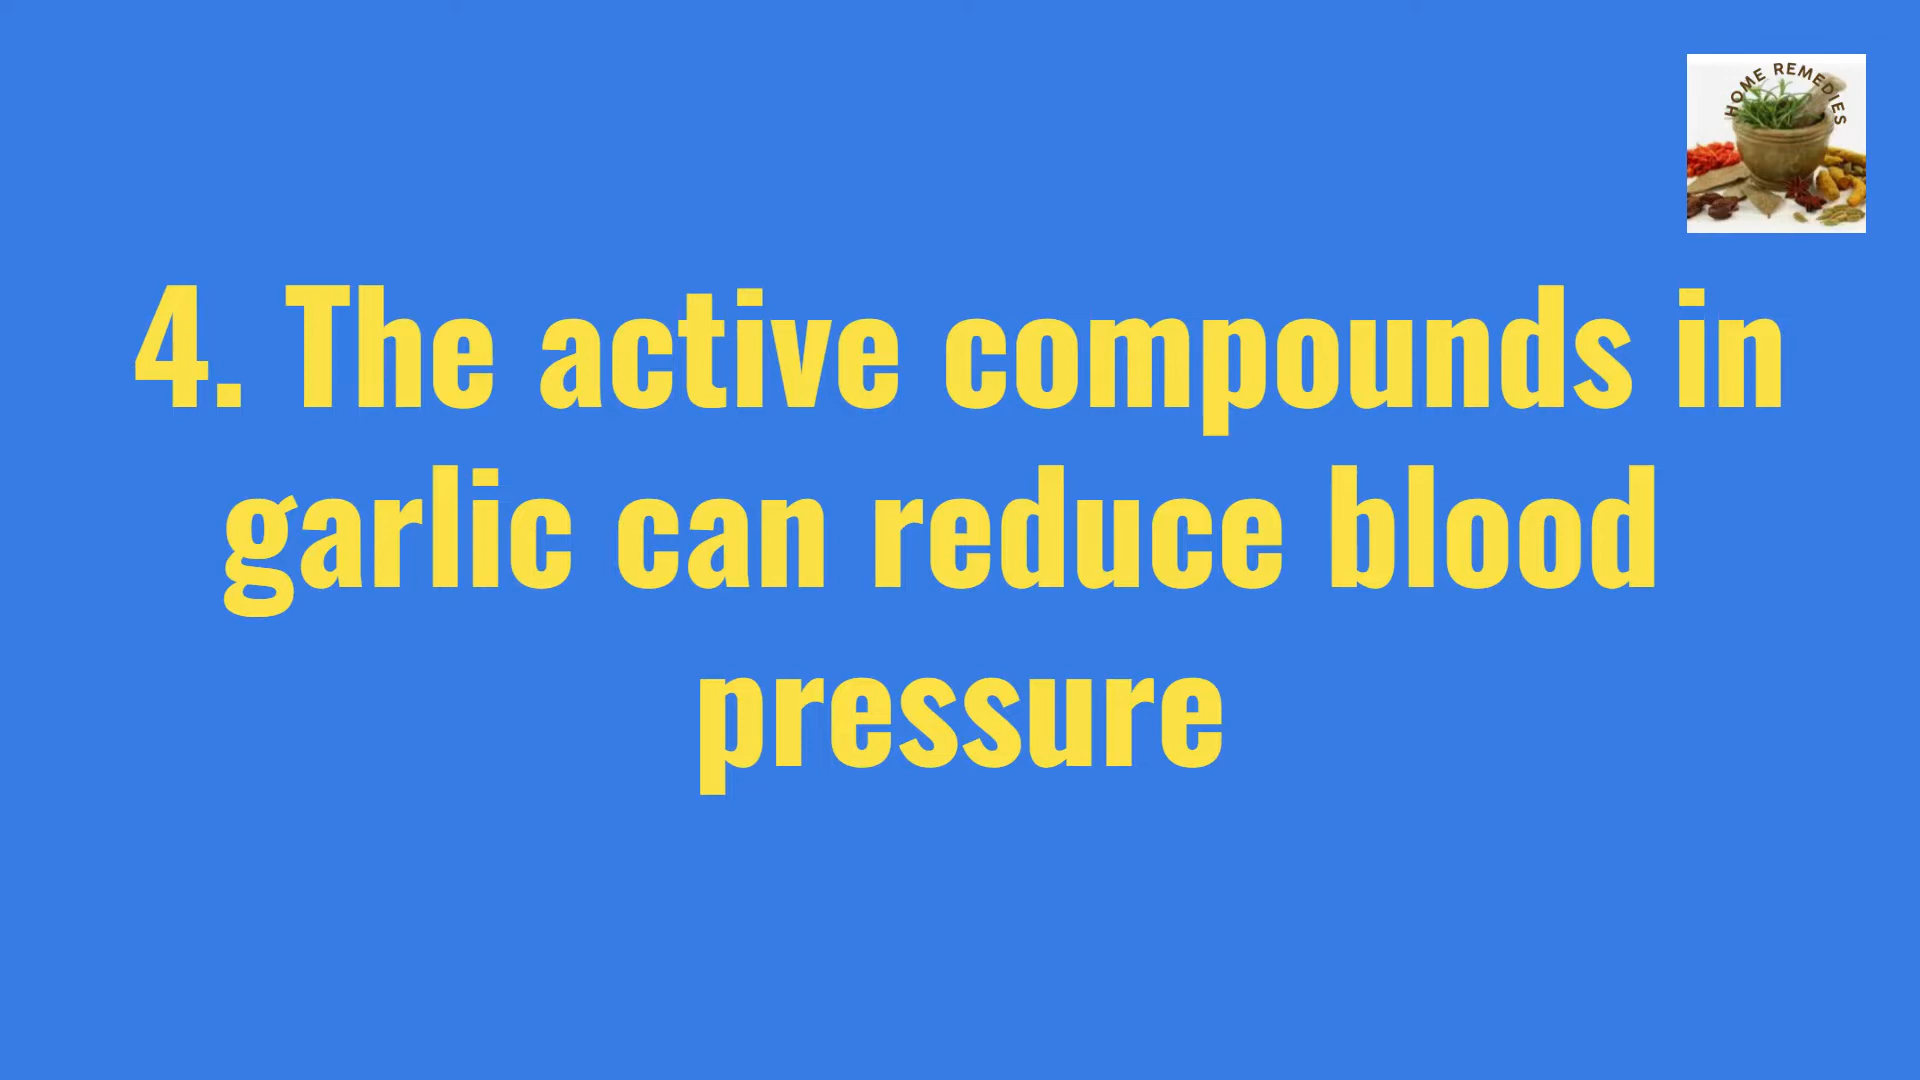 HOME REMEDIES
4. The active compounds in
garlic can reduce blood
pressure